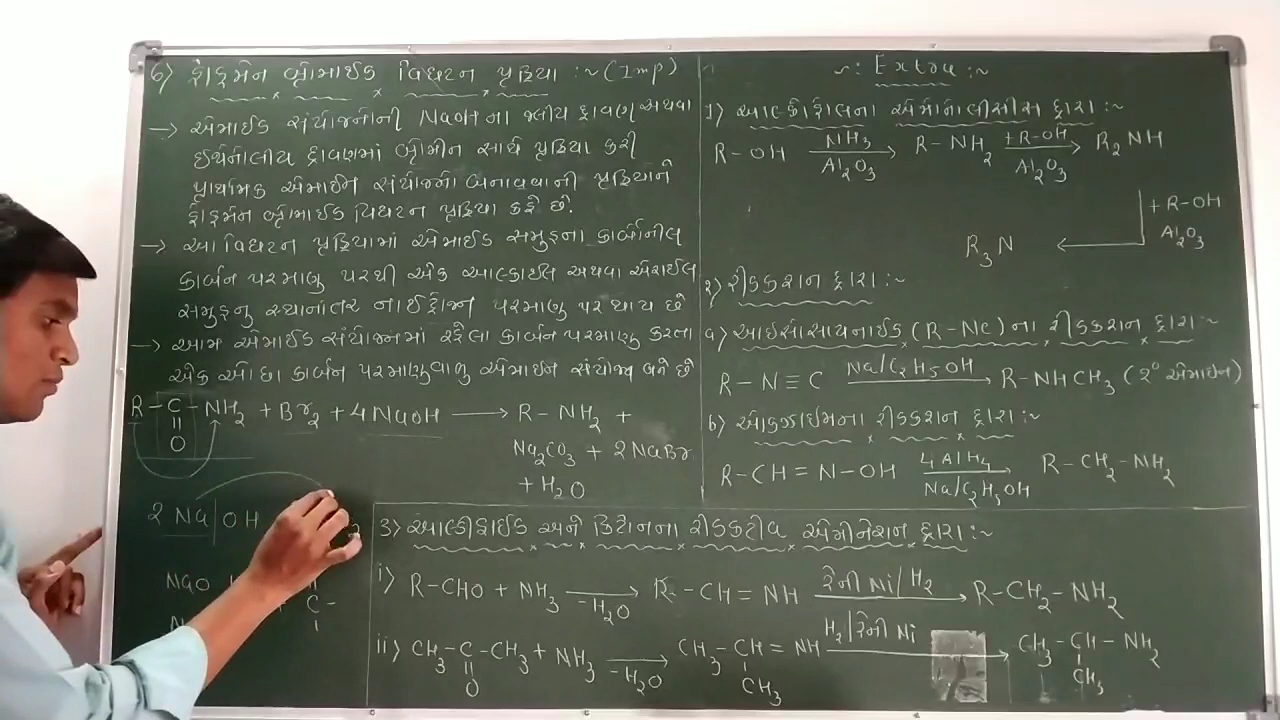 6) હોફમેન બ્રોમાઈડ વિઘટન પ્રક્રિયા :~ (Imp)
→ એમાઈડ સંયોજનોની NaOH ના જલીય દ્રાવણ અથવા
ઈથેનોલીય દ્રાવણમાં બ્રોમીન સાથે પ્રક્રિયા કરી
પ્રાથમિક એમાઈન સંયોજનો બનાવવાની પ્રક્રિયાને
હોફમેન બ્રોમાઈડ વિઘટન પ્રક્રિયા કહે છે.
→ આ વિઘટન પ્રક્રિયામાં એમાઈડ સમુહના કાર્બોનીલ
કાર્બન પરમાણુ પરથી એક આલ્કાઈલ અથવા એરાઈલ
સમુહનું સ્થાનાંતર નાઈટ્રોજન પરમાણુ પર થાય છે
→ આમ એમાઈડ સંયોજનમાં રહેલા કાર્બન પરમાણુ કરતા
એક ઓછા કાર્બન પરમાણુવાળુ એમાઈન સંયોજન બને છે
R-C-NH₂ + Br₂ + 4NaOH → R-NH₂ +
||
O
Na₂CO₃ + 2NaBr
+ H₂O
2 Na|OH
NaO
C -
~: Extra :~
1) આલ્કોહોલના એમોનોલીસીસ દ્વારા :~
R-OH NH₃/Al₂O₃ → R-NH₂ +R-OH/Al₂O₃ → R₂NH
+R-OH
Al₂O₃
R₃N ←
2) રીડક્શન દ્વારા :~
a) આઇસોસાયનાઈડ (R-Nc) ના રીડક્શન દ્વારા :~
R-N≡C Na/C₂H₅OH → R-NHCH₃ (2° એમાઇન)
b) ઓક્ઝાઇમના રીડક્શન દ્વારા :~
R-CH=N-OH 4AlH₄/Na/C₂H₅OH R-CH₂-NH₂
3) આલ્ડીહાઈડ અને કિટોનના રીડક્ટીવ એમીનેશન દ્વારા :~
i) R-CHO + NH₃ →(-H₂O) R-CH=NH રેની Ni/H₂ → R-CH₂-NH₂
ii) CH₃-C-CH₃ + NH₃ →(-H₂O) CH₃-CH=NH H₂/રેની Ni → CH₃-CH-NH₂
||
O
CH₃
CH₃